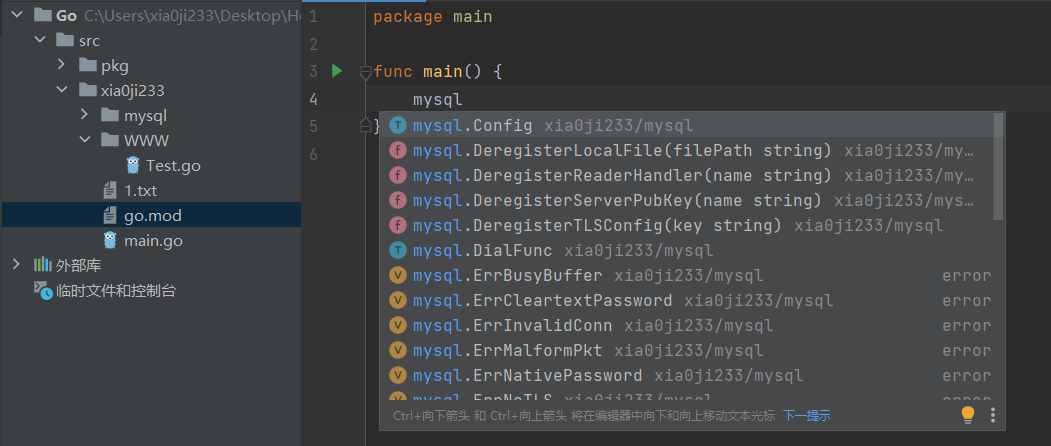 Go C:\Users\xia0ji233\Desktop\He
src
pkg
xia0ji233
mysql
WWW
Test.go
1.txt
go.mod
main.go
外部库
临时文件和控制台
1 package main
2
3 func main() {
4 mysql
5 }
6
mysql.Config xia0ji233/mysql
mysql.DeregisterLocalFile(filePath string) xia0ji233/my…
mysql.DeregisterReaderHandler(name string) xia0ji233/my…
mysql.DeregisterServerPubKey(name string) xia0ji233/mys…
mysql.DeregisterTLSConfig(key string) xia0ji233/mysql
mysql.DialFunc xia0ji233/mysql
mysql.ErrBusyBuffer xia0ji233/mysql error
mysql.ErrCleartextPassword xia0ji233/mysql error
mysql.ErrInvalidConn xia0ji233/mysql error
mysql.ErrMalformPkt xia0ji233/mysql error
mysql.ErrNativePassword xia0ji233/mysql error
mysql.ErrNoTLS xia0ji233/mysql error
Ctrl+向下箭头 和 Ctrl+向上箭头 将在编辑器中向下和向上移动文本光标 下一提示